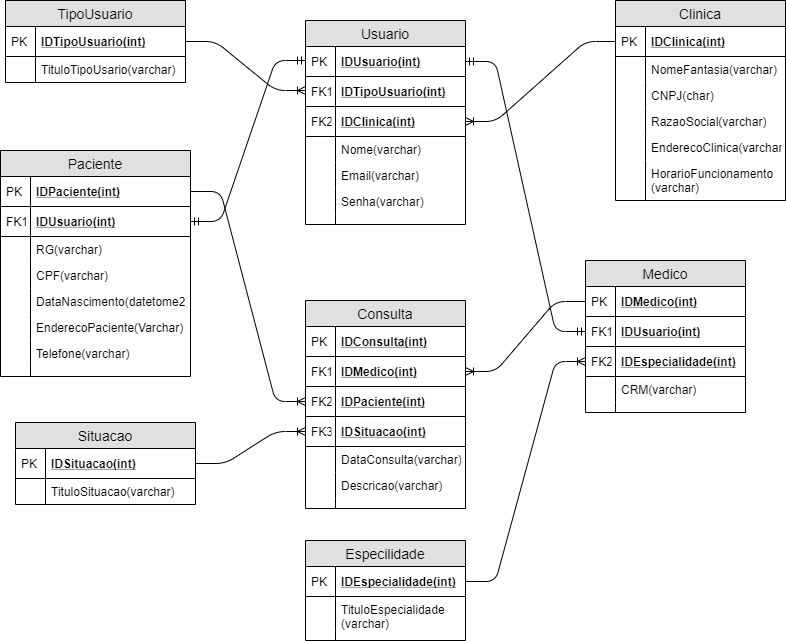 TipoUsuario
PK IDTipoUsuario(int)
TituloTipoUsuario(varchar)
Usuario
PK IDUsuario(int)
FK1 IDTipoUsuario(int)
FK2 IDClinica(int)
Nome(varchar)
Email(varchar)
Senha(varchar)
Clinica
PK IDClinica(int)
NomeFantasia(varchar)
CNPJ(char)
RazaoSocial(varchar)
EnderecoClinica(varchar
HorarioFuncionamento
(varchar)
Paciente
PK IDPaciente(int)
FK1 IDUsuario(int)
RG(varchar)
CPF(varchar)
DataNascimento(datetome2
EnderecoPaciente(Varchar)
Telefone(varchar)
Medico
PK IDMedico(int)
FK1 IDUsuario(int)
FK2 IDEspecialidade(int)
CRM(varchar)
Consulta
PK IDConsulta(int)
FK1 IDMedico(int)
FK2 IDPaciente(int)
FK3 IDSituacao(int)
DataConsulta(varchar)
Descricao(varchar)
Situacao
PK IDSituacao(int)
TituloSituacao(varchar)
Especilidade
PK IDEspecialidade(int)
TituloEspecialidade
(varchar)